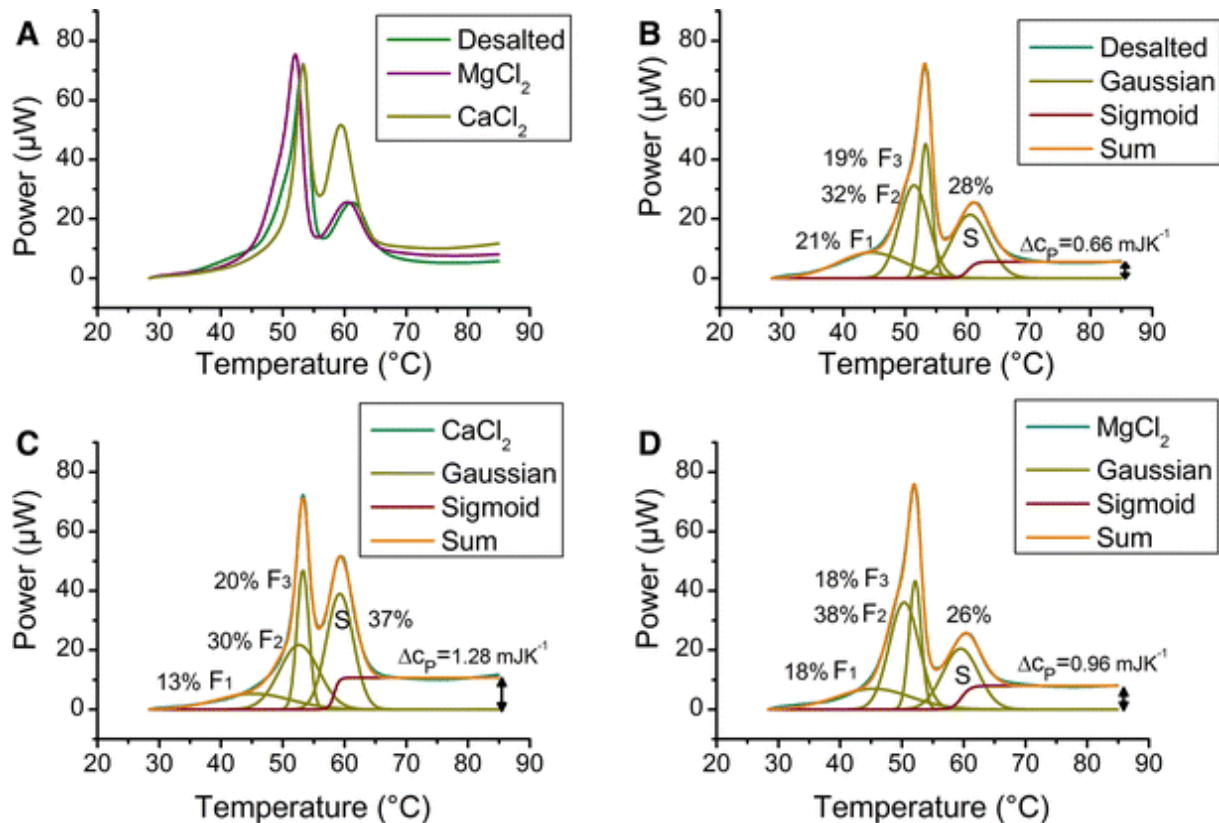 A
Desalted
MgCl₂
CaCl₂
Power (µW)
80
60
40
20
0
20 30 40 50 60 70 80 90
Temperature (°C)
B
Desalted
Gaussian
Sigmoid
Sum
Power (µW)
80
60
40
20
0
19% F₃
32% F₂
21% F₁
28%
S
ΔCₚ=0.66 mJK⁻¹
20 30 40 50 60 70 80 90
Temperature (°C)
C
CaCl₂
Gaussian
Sigmoid
Sum
Power (µW)
80
60
40
20
0
20% F₃
30% F₂
13% F₁
S
37%
ΔCₚ=1.28 mJK⁻¹
20 30 40 50 60 70 80 90
Temperature (°C)
D
MgCl₂
Gaussian
Sigmoid
Sum
Power (µW)
80
60
40
20
0
18% F₃
38% F₂
18% F₁
26%
S
ΔCₚ=0.96 mJK⁻¹
20 30 40 50 60 70 80 90
Temperature (°C)